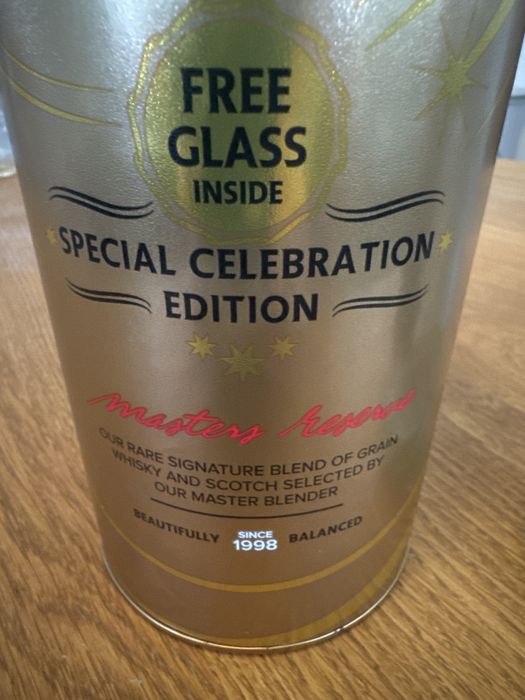 FREE
GLASS
INSIDE
SPECIAL CELEBRATION
EDITION
masters reserve
OUR RARE SIGNATURE BLEND OF GRAIN
WHISKY AND SCOTCH SELECTED BY
OUR MASTER BLENDER
BEAUTIFULLY SINCE 1998 BALANCED